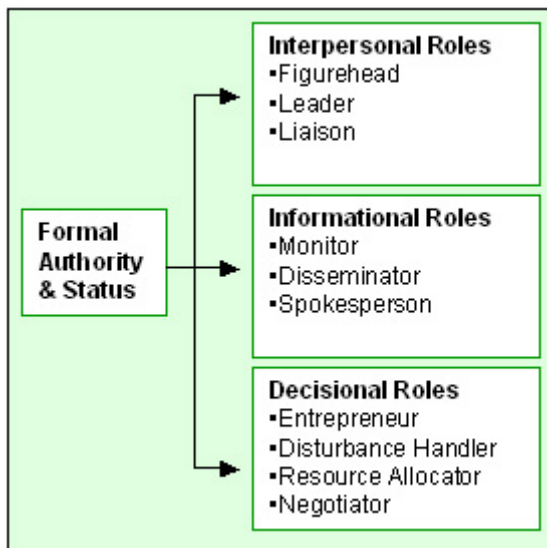 Formal
Authority
& Status
Interpersonal Roles
▪Figurehead
▪Leader
▪Liaison
Informational Roles
▪Monitor
▪Disseminator
▪Spokesperson
Decisional Roles
▪Entrepreneur
▪Disturbance Handler
▪Resource Allocator
▪Negotiator